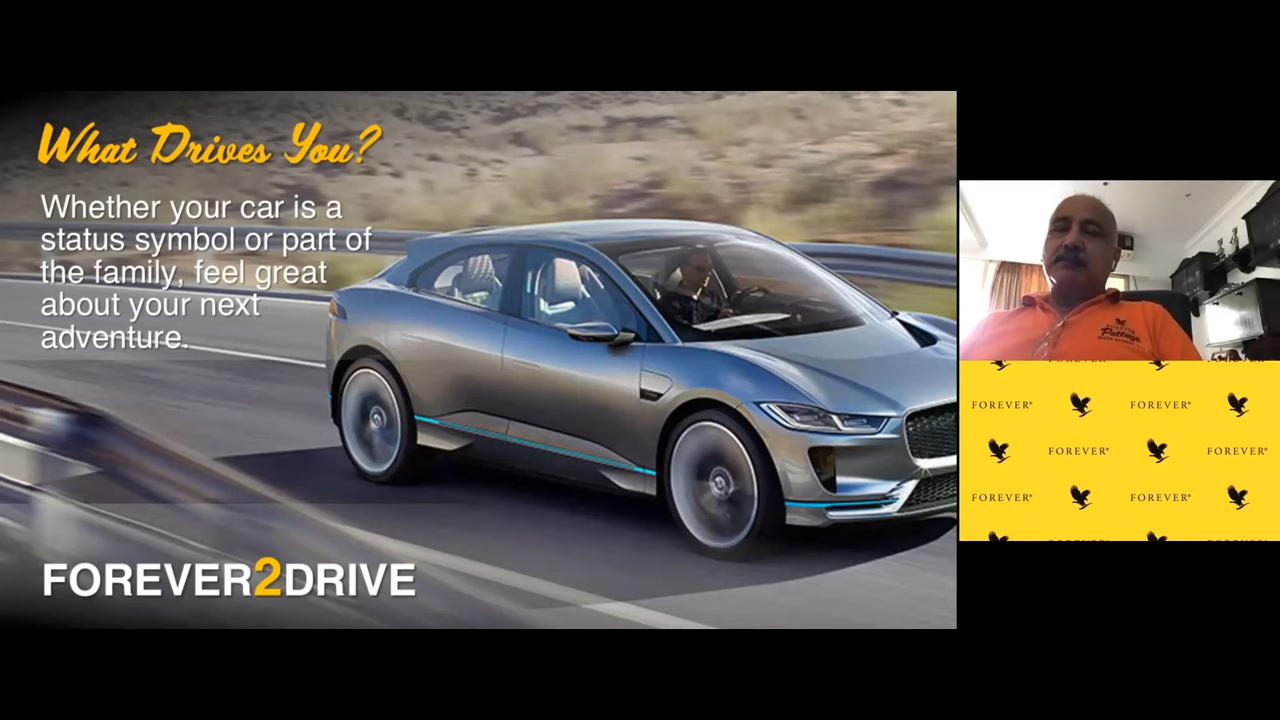 What Drives You?
Whether your car is a
status symbol or part of
the family, feel great
about your next
adventure.
FOREVER2DRIVE
Pattaya
FOREVER® FOREVER®
FOREVER® FOREVER®
FOREVER® FOREVER®